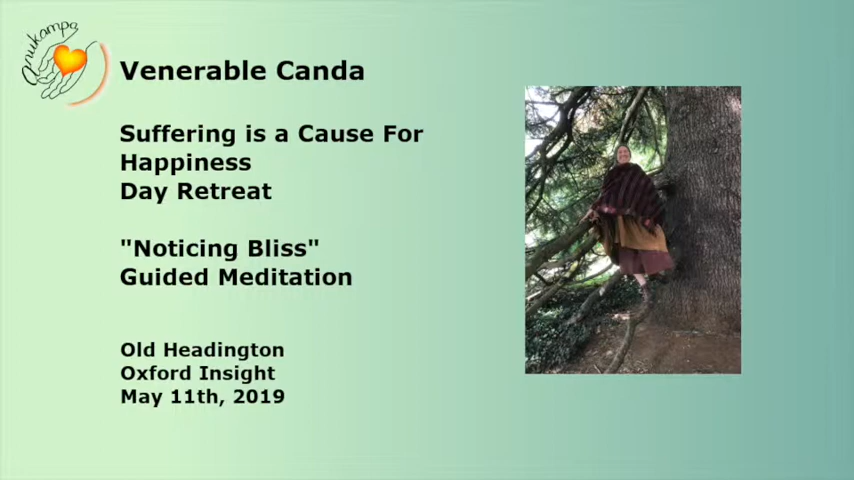 anukampa
Venerable Canda
Suffering is a Cause For
Happiness
Day Retreat
"Noticing Bliss"
Guided Meditation
Old Headington
Oxford Insight
May 11th, 2019